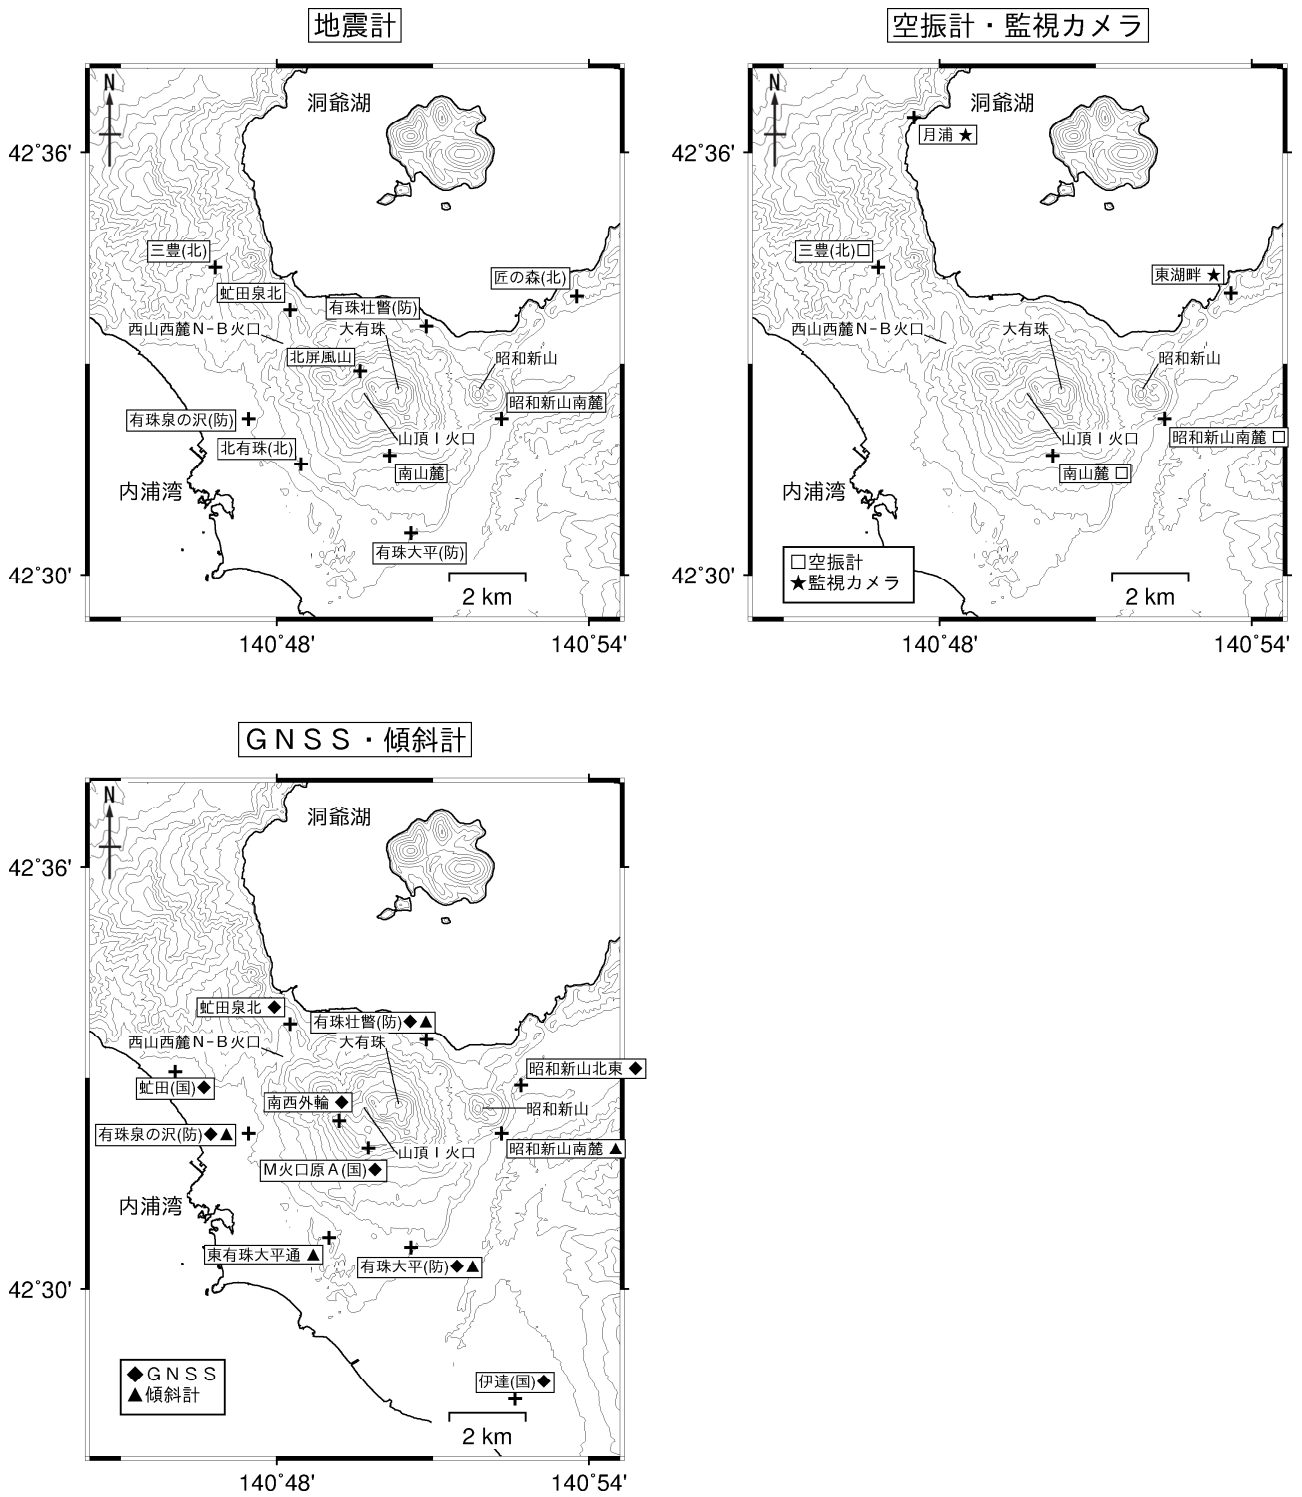 地震計
N
洞爺湖
42°36'
三豊(北)
匠の森(北)
虻田泉北
有珠壮瞥(防)
西山西麓N-B火口
大有珠
北屏風山
昭和新山
昭和新山南麓
有珠泉の沢(防)
山頂Ⅰ火口
北有珠(北)
南山麓
内浦湾
有珠大平(防)
42°30'
2 km
140°48'
140°54'
空振計・監視カメラ
N
洞爺湖
月浦★
42°36'
三豊(北)□
東湖畔★
西山西麓N-B火口
大有珠
昭和新山
山頂Ⅰ火口
昭和新山南麓□
南山麓□
内浦湾
□空振計
★監視カメラ
42°30'
2 km
140°48'
140°54'
GNSS・傾斜計
N
洞爺湖
42°36'
虻田泉北◆
有珠壮瞥(防)◆▲
西山西麓N-B火口
大有珠
昭和新山北東◆
虻田(国)◆
南西外輪◆
昭和新山
有珠泉の沢(防)◆▲
昭和新山南麓▲
山頂Ⅰ火口
M火口原A(国)◆
内浦湾
東有珠大平通▲
有珠大平(防)◆▲
42°30'
◆GNSS
▲傾斜計
伊達(国)◆
2 km
140°48'
140°54'